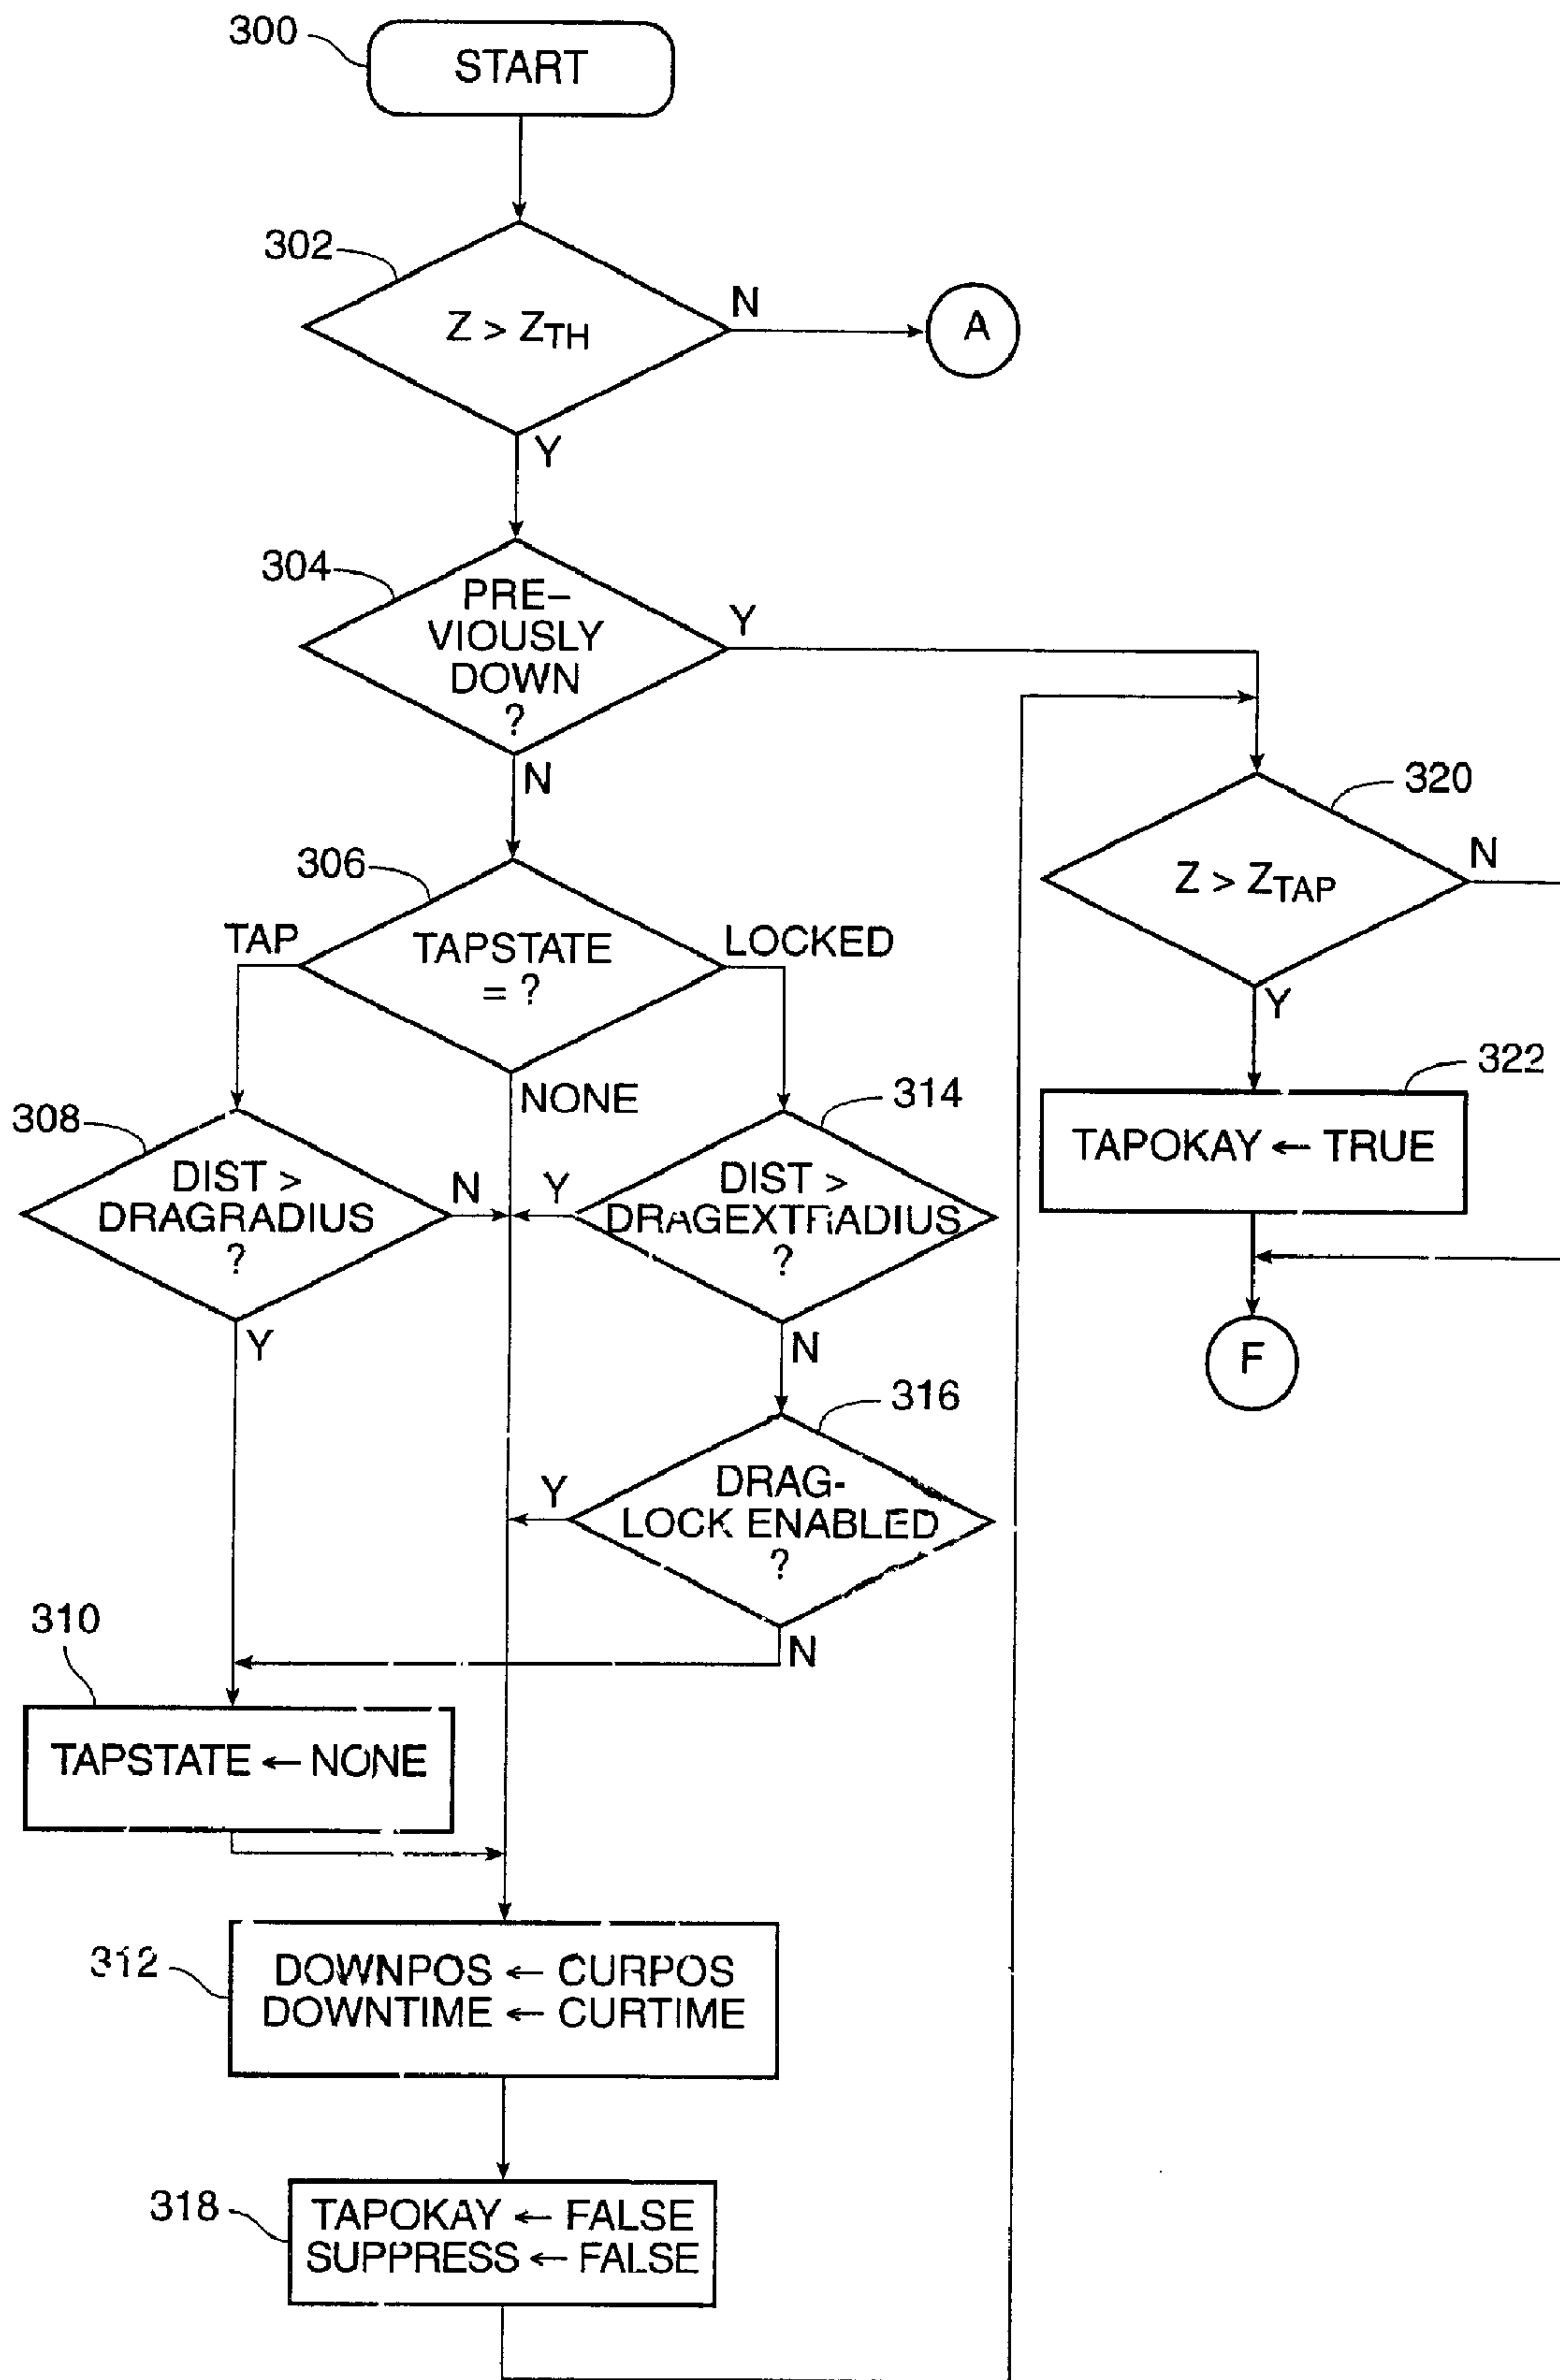 300
START
302
Z > ZTH
N
A
Y
304
PRE–
VIOUSLY
DOWN
?
Y
N
306
TAPSTATE
= ?
TAP
LOCKED
NONE
320
Z > ZTAP
N
Y
322
TAPOKAY ← TRUE
F
308
DIST >
DRAGRADIUS
?
N
Y
314
DIST >
DRAGEXTRADIUS
?
Y
N
316
DRAG-
LOCK ENABLED
?
Y
N
310
TAPSTATE ← NONE
312
DOWNPOS ← CURPOS
DOWNTIME ← CURTIME
318
TAPOKAY ← FALSE
SUPPRESS ← FALSE